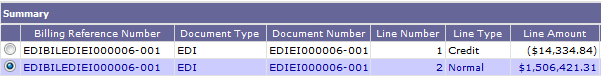 Summary
Billing Reference Number Document Type Document Number Line Number Line Type Line Amount
EDIBILEDIEI000006-001 EDI EDIEI000006-001 1 Credit ($14,334.84)
EDIBILEDIEI000006-001 EDI EDIEI000006-001 2 Normal $1,506,421.31